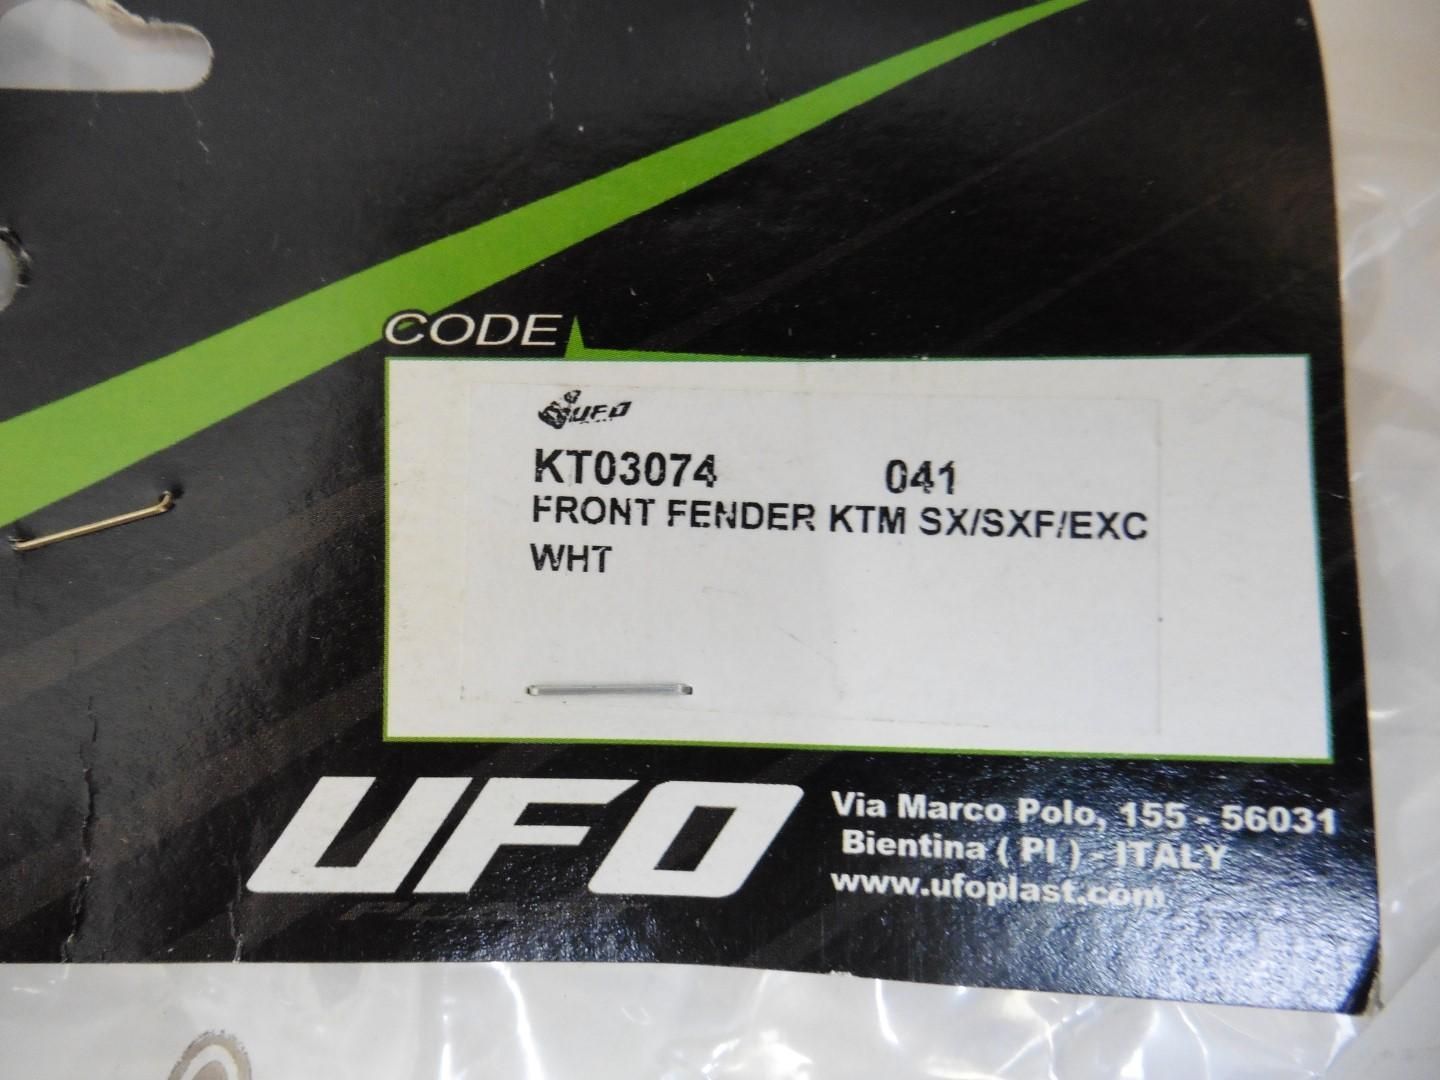 CODE
UFO
KT03074 041
FRONT FENDER KTM SX/SXF/EXC
WHT
UFO
Via Marco Polo, 155 - 56031
Bientina ( PI ) - ITALY
www.ufoplast.com